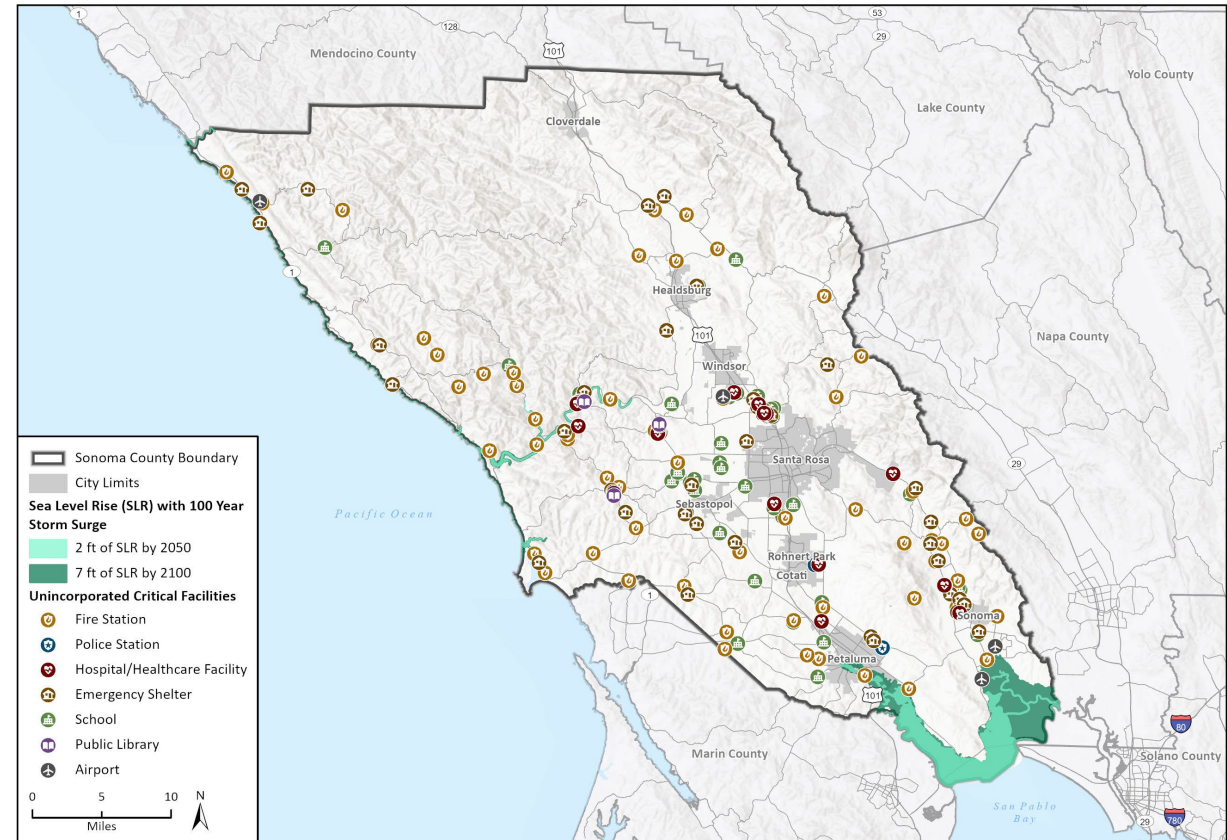 1
53
29
128
101
Mendocino County
Yolo County
Lake County
Cloverdale
1
Healdsburg
101
Napa County
Windsor
Santa Rosa
29
Sebastopol
Pacific Ocean
Rohnert Park
Cotati
1
Sonoma
Petaluma
101
Marin County
80
Solano County
San Pablo
Bay
29
780
Sonoma County Boundary
City Limits
Sea Level Rise (SLR) with 100 Year
Storm Surge
2 ft of SLR by 2050
7 ft of SLR by 2100
Unincorporated Critical Facilities
Fire Station
Police Station
Hospital/Healthcare Facility
Emergency Shelter
School
Public Library
Airport
0 5 10
Miles
N